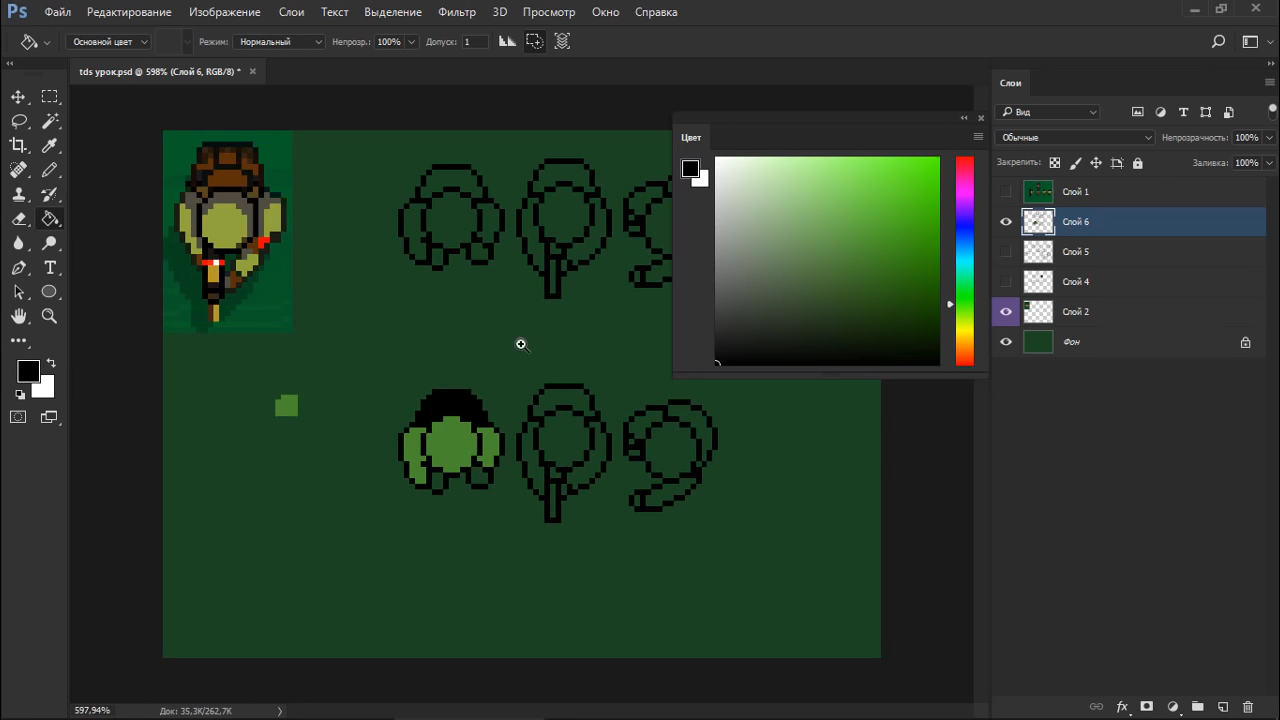 Ps Файл Редактирование Изображение Слои Текст Выделение Фильтр 3D Просмотр Окно Справка
Основной цвет Режим: Нормальный Непрозр.: 100% Допуск: 1
tds урок.psd @ 598% (Слой 6, RGB/8) *
Слои
Вид
Цвет
Обычные Непрозрачность: 100%
Закрепить: Заливка: 100%
Слой 1
Слой 6
Слой 5
Слой 4
Слой 2
Фон
597,94% Док: 35,3K/262,7K